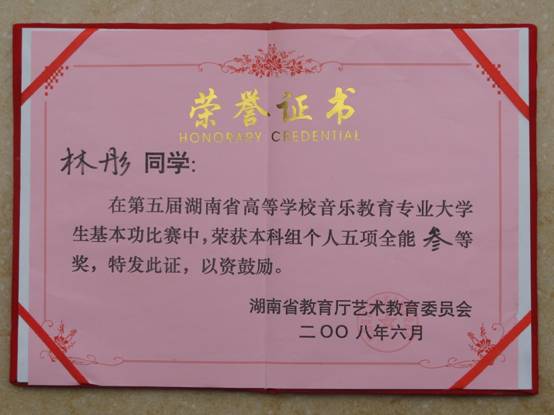 荣誉证书
HONORARY CREDENTIAL
林彤 同学:
在第五届湖南省高等学校音乐教育专业大学
生基本功比赛中,荣获本科组个人五项全能 叁等
奖，特发此证，以资鼓励。
湖南省教育厅艺术教育委员会
二OO八年六月